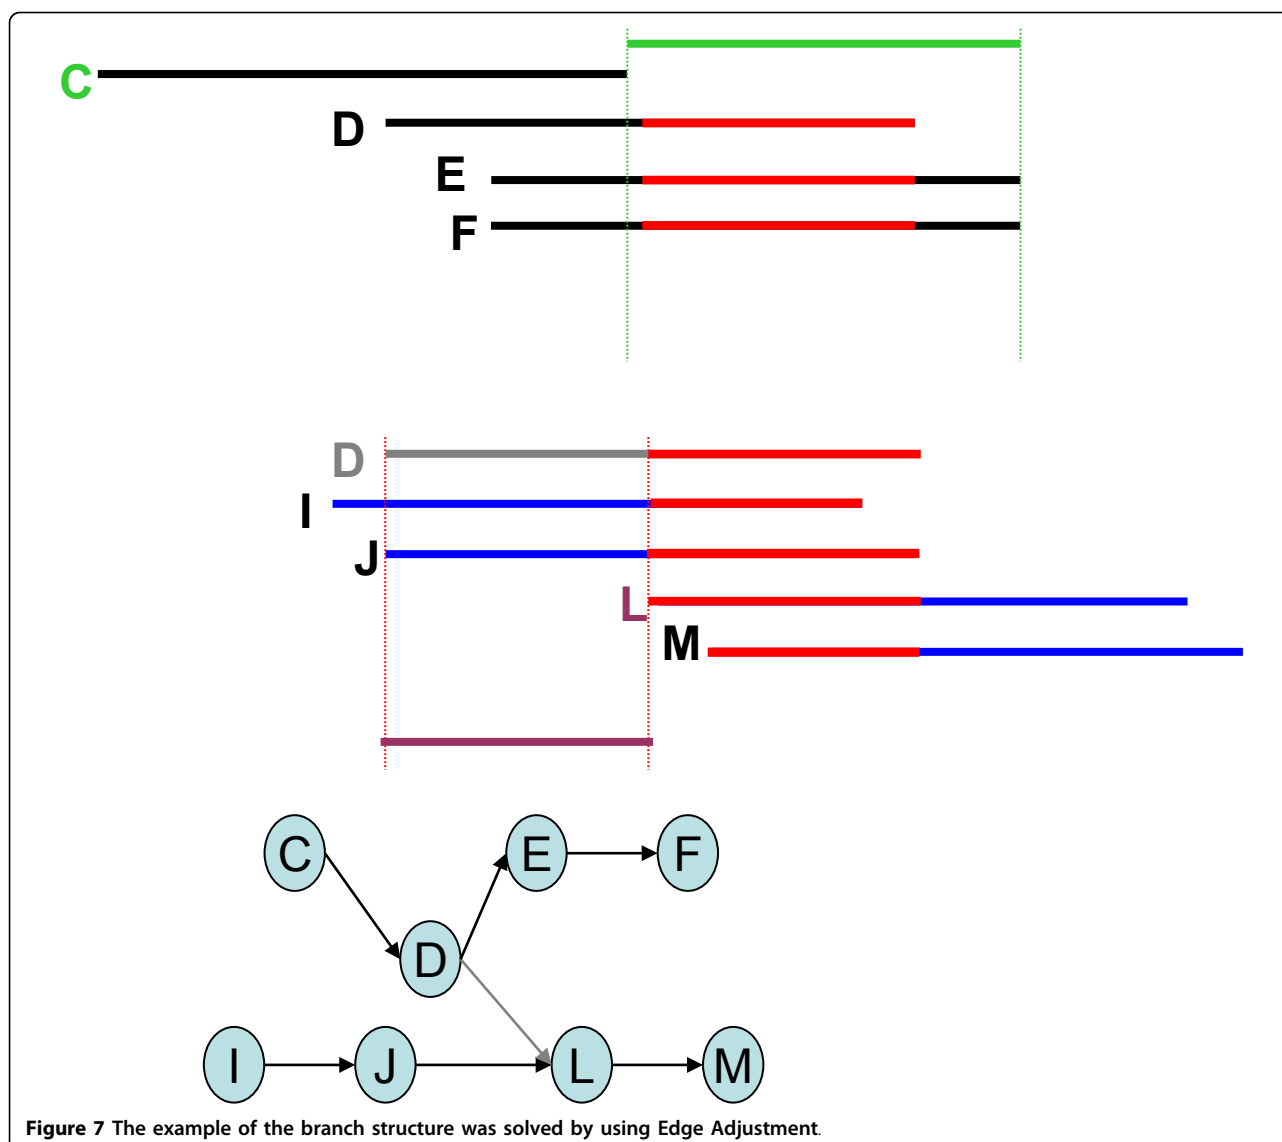 C
D
E
F
D
I
J
L
M
C
E
F
D
I
J
L
M
Figure 7 The example of the branch structure was solved by using Edge Adjustment.